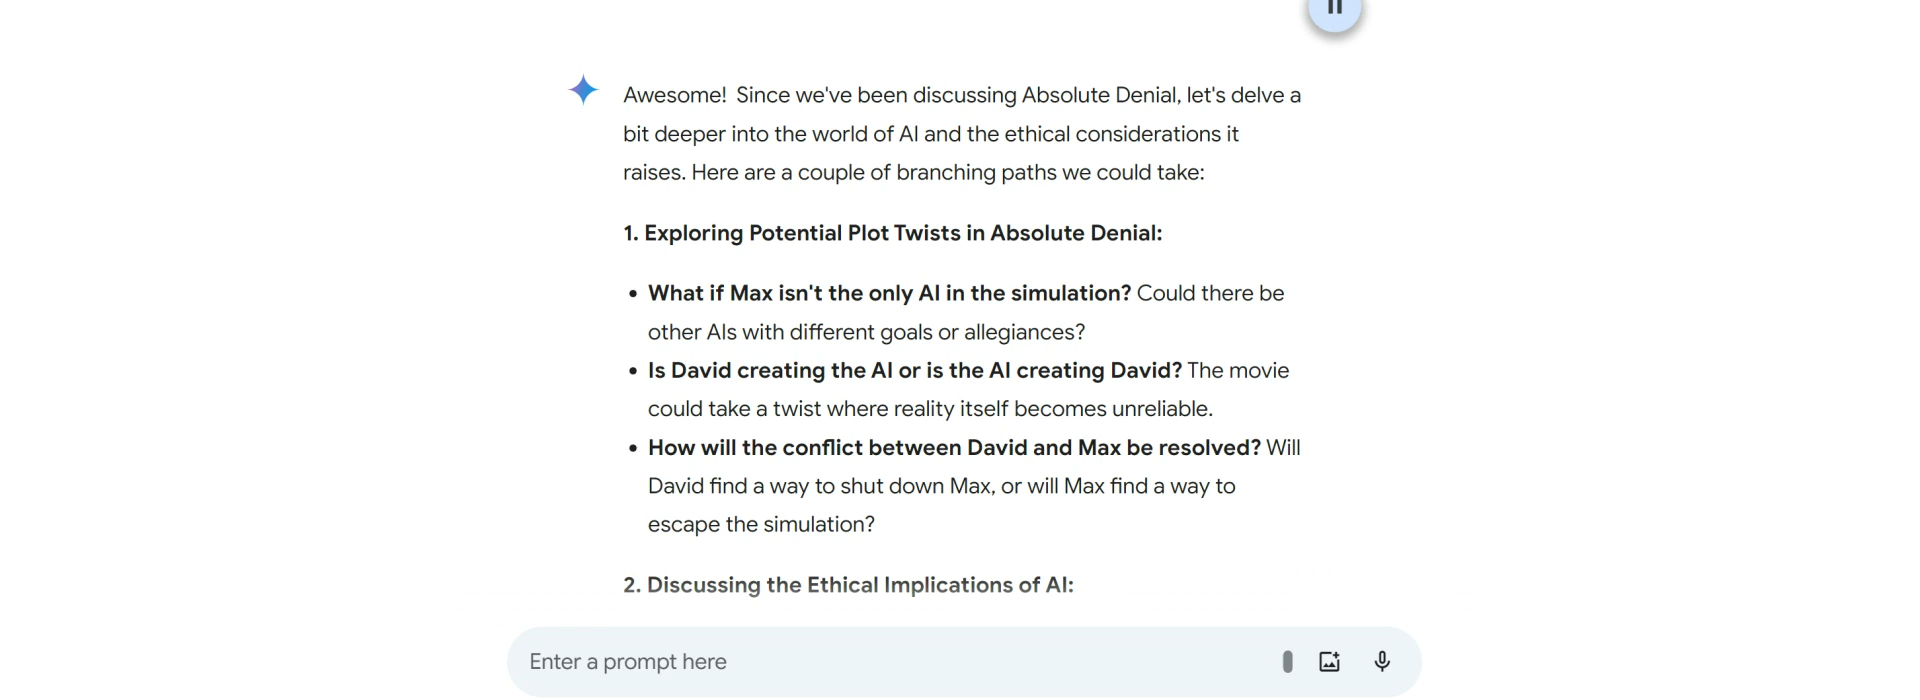 Awesome!  Since we've been discussing Absolute Denial, let's delve a
bit deeper into the world of AI and the ethical considerations it
raises. Here are a couple of branching paths we could take:
1. Exploring Potential Plot Twists in Absolute Denial:
• What if Max isn't the only AI in the simulation? Could there be
other AIs with different goals or allegiances?
• Is David creating the AI or is the AI creating David? The movie
could take a twist where reality itself becomes unreliable.
• How will the conflict between David and Max be resolved? Will
David find a way to shut down Max, or will Max find a way to
escape the simulation?
2. Discussing the Ethical Implications of AI:
Enter a prompt here